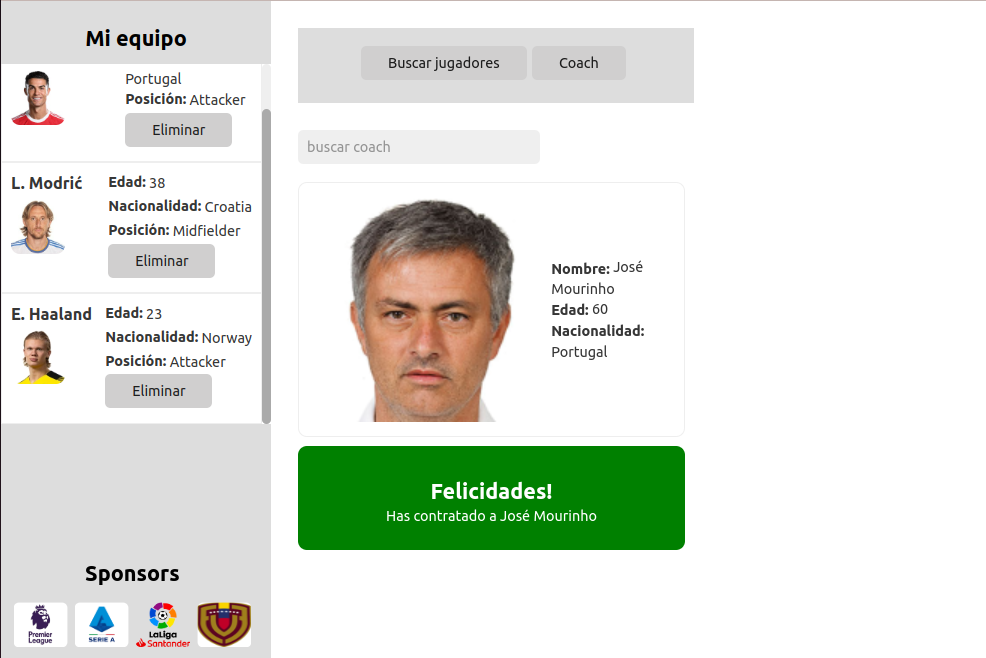 Mi equipo
Portugal
Posición: Attacker
Eliminar
L. Modrić
Edad: 38
Nacionalidad: Croatia
Posición: Midfielder
Eliminar
E. Haaland
Edad: 23
Nacionalidad: Norway
Posición: Attacker
Eliminar
Sponsors
Premier
League
SERIE A
LaLiga
Santander
Buscar jugadores
Coach
buscar coach
Nombre: José
Mourinho
Edad: 60
Nacionalidad:
Portugal
Felicidades!
Has contratado a José Mourinho